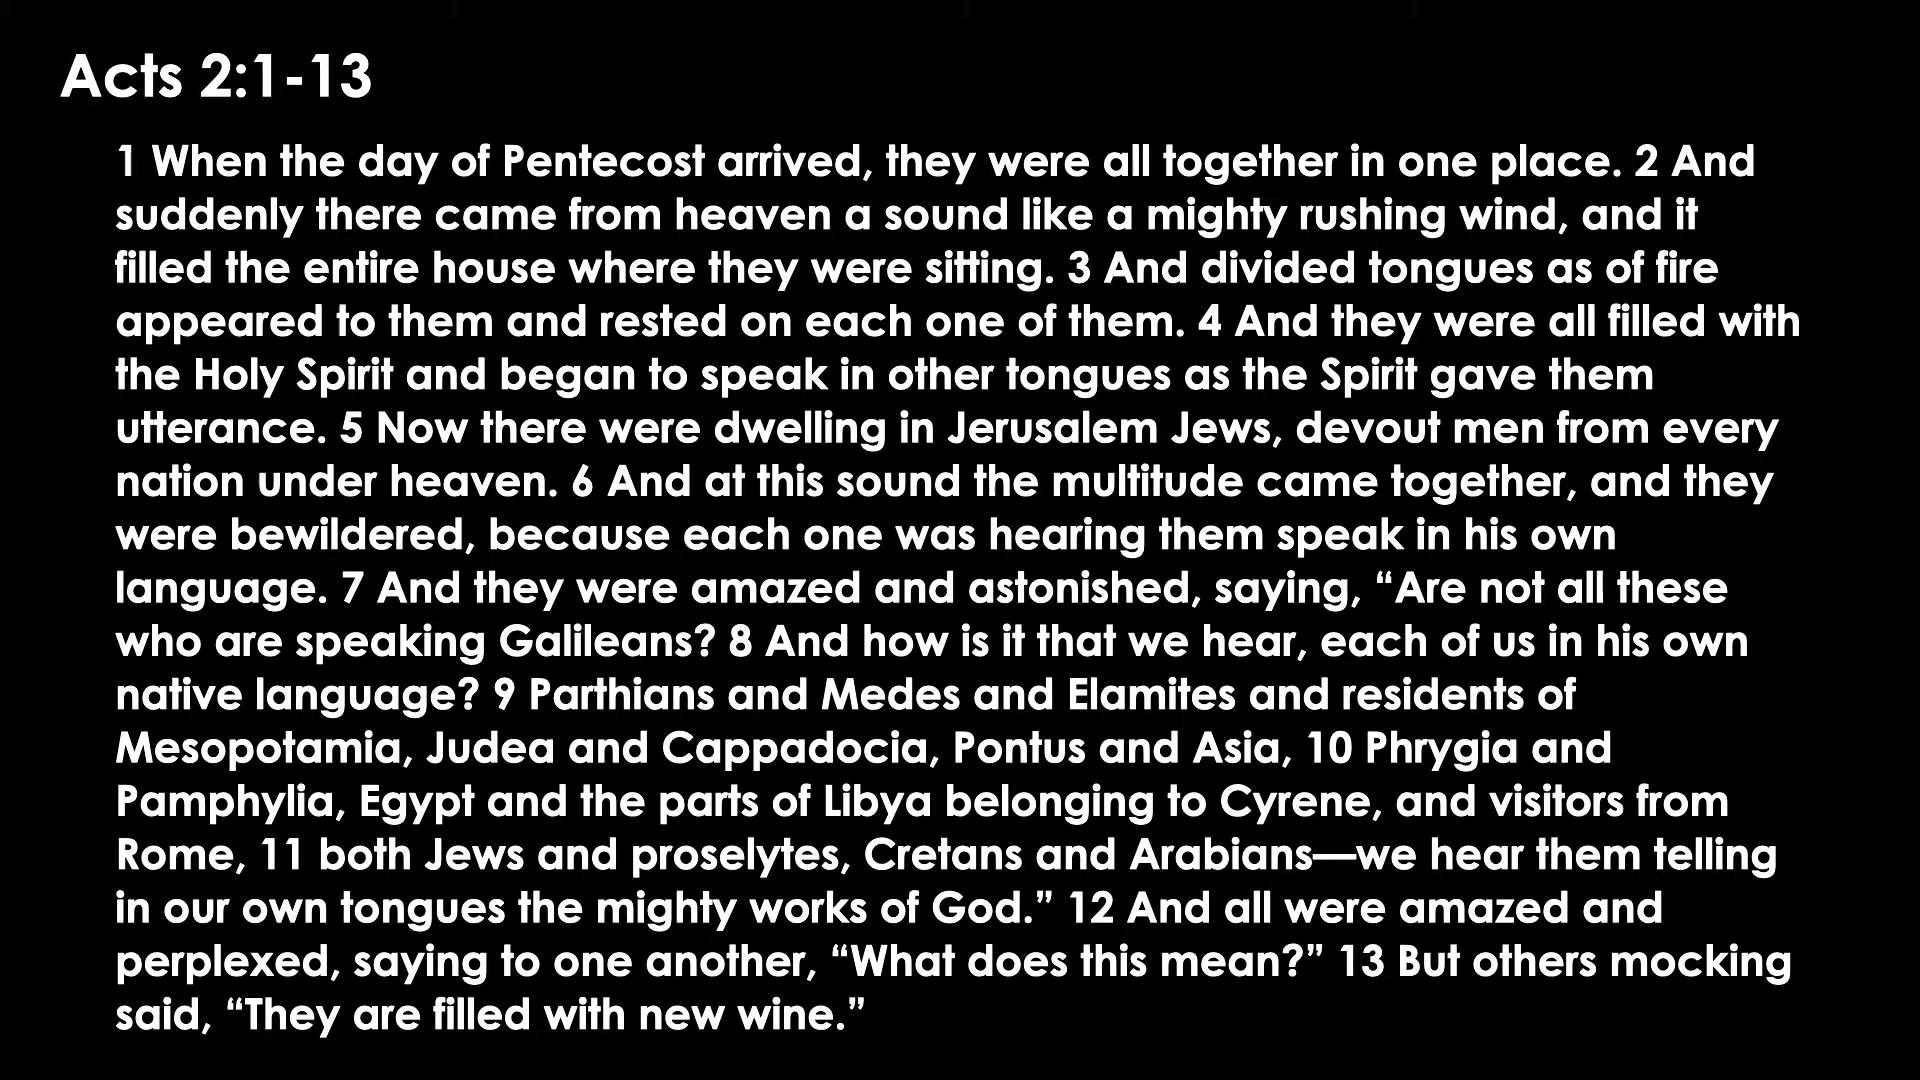 Acts 2:1-13
1 When the day of Pentecost arrived, they were all together in one place. 2 And
suddenly there came from heaven a sound like a mighty rushing wind, and it
filled the entire house where they were sitting. 3 And divided tongues as of fire
appeared to them and rested on each one of them. 4 And they were all filled with
the Holy Spirit and began to speak in other tongues as the Spirit gave them
utterance. 5 Now there were dwelling in Jerusalem Jews, devout men from every
nation under heaven. 6 And at this sound the multitude came together, and they
were bewildered, because each one was hearing them speak in his own
language. 7 And they were amazed and astonished, saying, “Are not all these
who are speaking Galileans? 8 And how is it that we hear, each of us in his own
native language? 9 Parthians and Medes and Elamites and residents of
Mesopotamia, Judea and Cappadocia, Pontus and Asia, 10 Phrygia and
Pamphylia, Egypt and the parts of Libya belonging to Cyrene, and visitors from
Rome, 11 both Jews and proselytes, Cretans and Arabians—we hear them telling
in our own tongues the mighty works of God.” 12 And all were amazed and
perplexed, saying to one another, “What does this mean?” 13 But others mocking
said, “They are filled with new wine.”